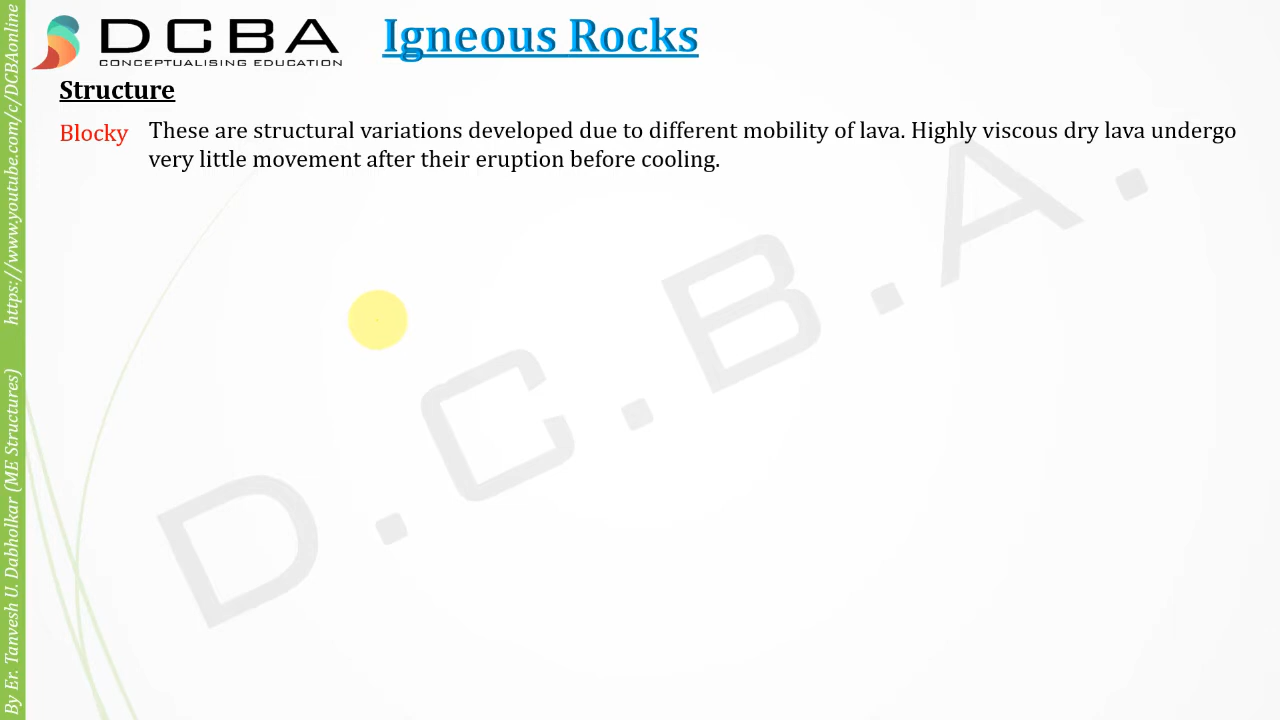 DCBA
CONCEPTUALISING EDUCATION
Igneous Rocks
Structure
Blocky These are structural variations developed due to different mobility of lava. Highly viscous dry lava undergo
very little movement after their eruption before cooling.
D.C.B.A.
By Er. Tanvesh U. Dabholkar (ME Structures) https://www.youtube.com/c/DCBAonline